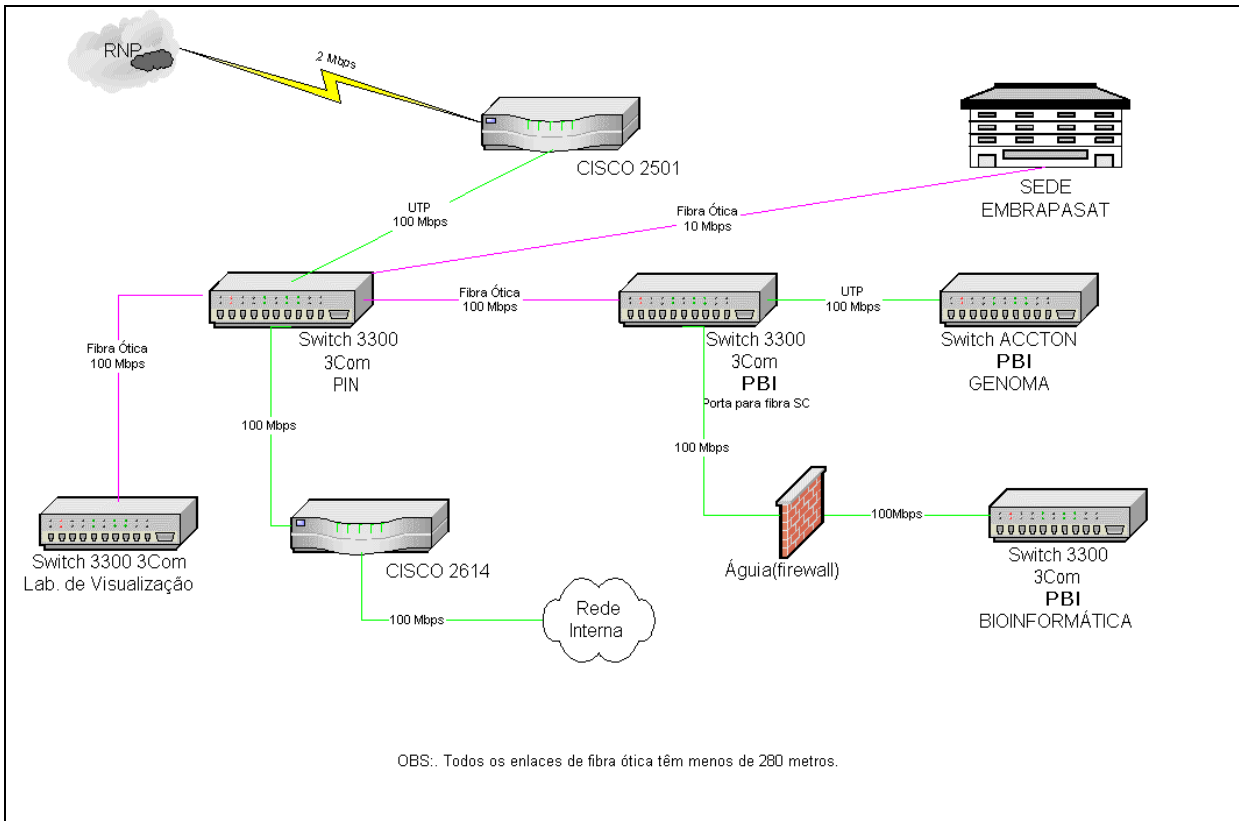 RNP
2 Mbps
CISCO 2501
SEDE
EMBRAPASAT
UTP
100 Mbps
Fibra Ótica
10 Mbps
Fibra Ótica
100 Mbps
UTP
100 Mbps
Switch 3300
3Com
PIN
Switch 3300
3Com
PBI
Porta para fibra SC
Switch ACCTON
PBI
GENOMA
Fibra Ótica
100 Mbps
100 Mbps
100 Mbps
Switch 3300 3Com
Lab. de Visualização
CISCO 2614
Águia(firewall)
100Mbps
Switch 3300
3Com
PBI
BIOINFORMÁTICA
100 Mbps
Rede
Interna
OBS:. Todos os enlaces de fibra ótica têm menos de 280 metros.